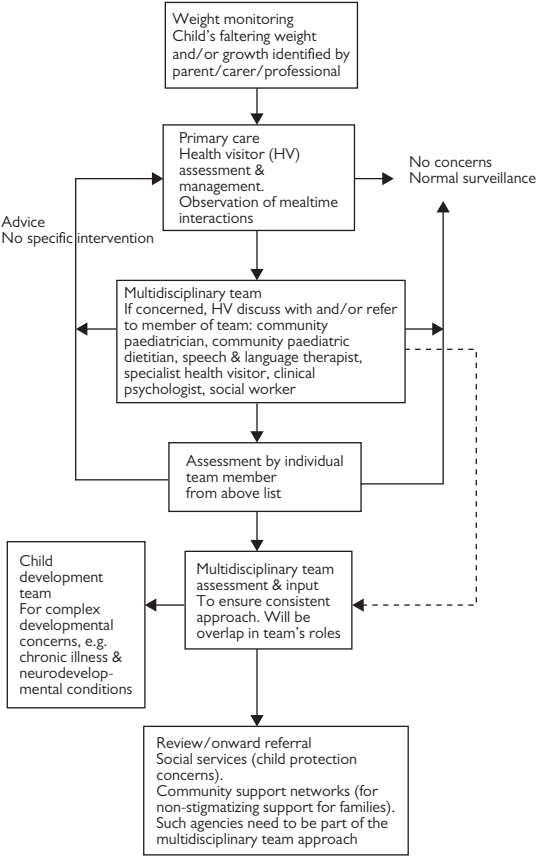 Weight monitoring
Child's faltering weight
and/or growth identified by
parent/carer/professional
Primary care
Health visitor (HV)
assessment &
management.
Observation of mealtime
interactions
No concerns
Normal surveillance
Advice
No specific intervention
Multidisciplinary team
If concerned, HV discuss with and/or refer
to member of team: community
paediatrician, community paediatric
dietitian, speech & language therapist,
specialist health visitor, clinical
psychologist, social worker
Assessment by individual
team member
from above list
Child
development
team
For complex
developmental
concerns, e.g.
chronic illness &
neurodevelop-
mental conditions
Multidisciplinary team
assessment & input
To ensure consistent
approach. Will be
overlap in team's roles
Review/onward referral
Social services (child protection
concerns).
Community support networks (for
non-stigmatizing support for families).
Such agencies need to be part of the
multidisciplinary team approach